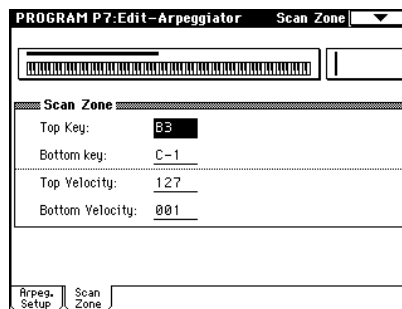 PROGRAM P7:Edit-Arpeggiator Scan Zone
Scan Zone
Top Key: B3
Bottom key: C-1
Top Velocity: 127
Bottom Velocity: 001
Arpeg. Setup
Scan Zone